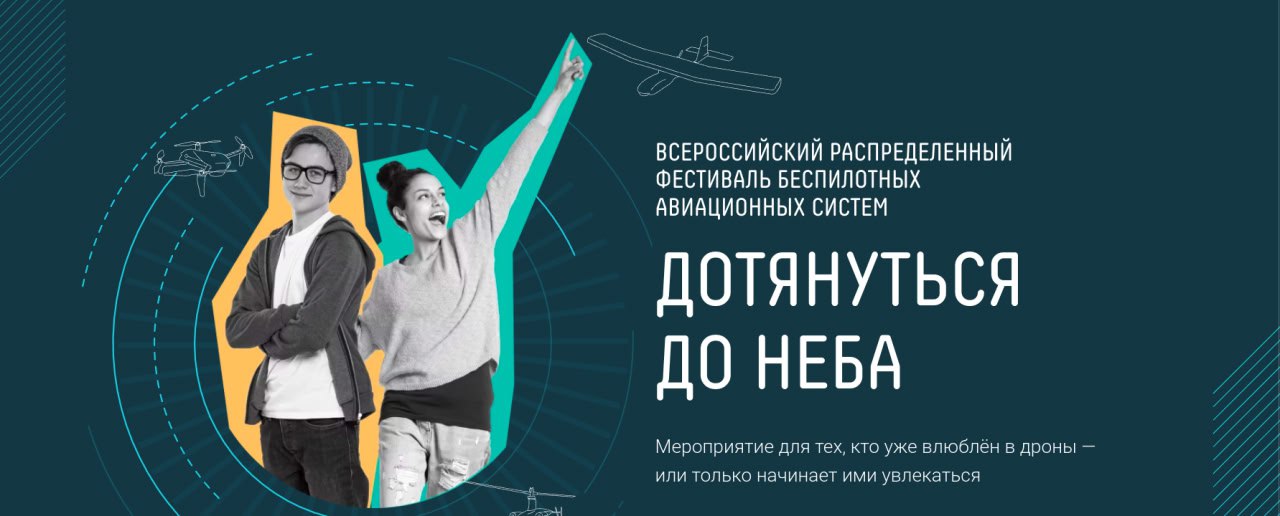 ВСЕРОССИЙСКИЙ РАСПРЕДЕЛЕННЫЙ
ФЕСТИВАЛЬ БЕСПИЛОТНЫХ
АВИАЦИОННЫХ СИСТЕМ
ДОТЯНУТЬСЯ
ДО НЕБА
Мероприятие для тех, кто уже влюблён в дроны —
или только начинает ими увлекаться